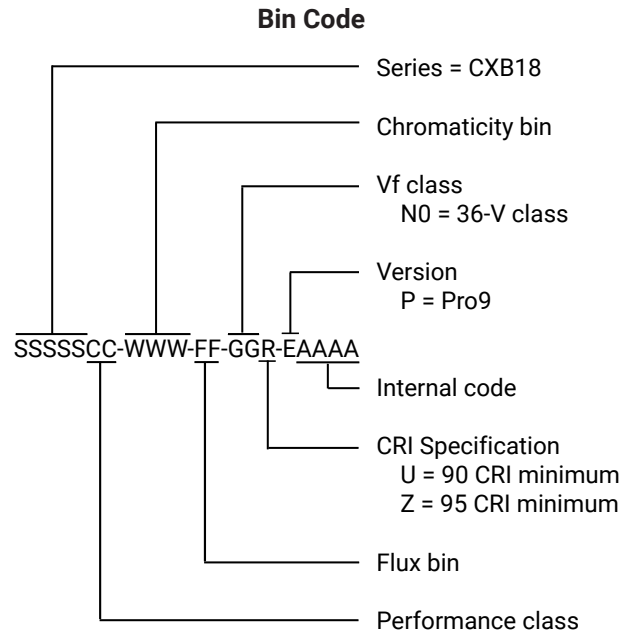 Bin Code
Series = CXB18
Chromaticity bin
Vf class
N0 = 36-V class
Version
P = Pro9
SSSSSCC-WWW-FF-GGR-EAAAA
Internal code
CRI Specification
U = 90 CRI minimum
Z = 95 CRI minimum
Flux bin
Performance class